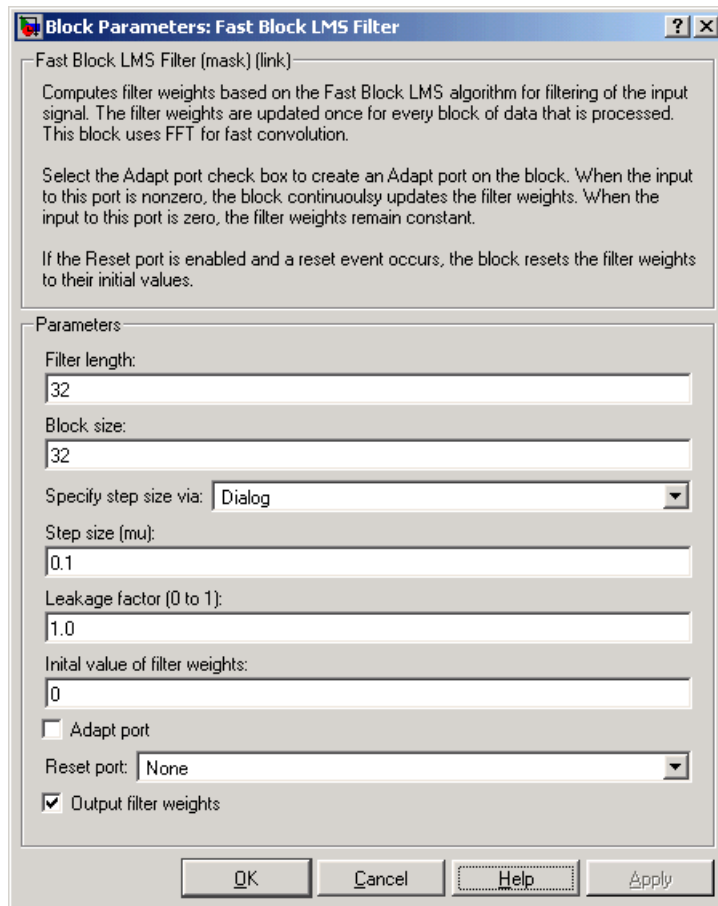 Block Parameters: Fast Block LMS Filter
Fast Block LMS Filter (mask) (link)
Computes filter weights based on the Fast Block LMS algorithm for filtering of the input
signal. The filter weights are updated once for every block of data that is processed.
This block uses FFT for fast convolution.
Select the Adapt port check box to create an Adapt port on the block. When the input
to this port is nonzero, the block continuoulsy updates the filter weights. When the
input to this port is zero, the filter weights remain constant.
If the Reset port is enabled and a reset event occurs, the block resets the filter weights
to their initial values.
Parameters
Filter length:
32
Block size:
32
Specify step size via: Dialog
Step size (mu):
0.1
Leakage factor (0 to 1):
1.0
Inital value of filter weights:
0
Adapt port
Reset port: None
Output filter weights
OK Cancel Help Apply